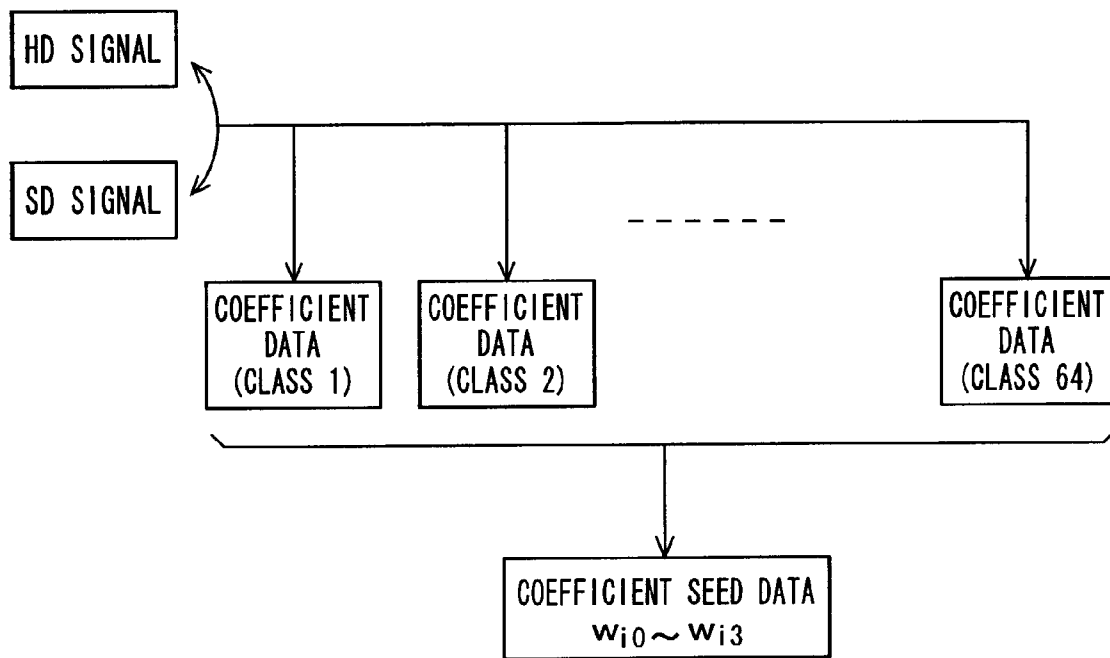 HD SIGNAL
SD SIGNAL
COEFFICIENT
DATA
(CLASS 1)
COEFFICIENT
DATA
(CLASS 2)
COEFFICIENT
DATA
(CLASS 64)
COEFFICIENT SEED DATA
wi0~wi3